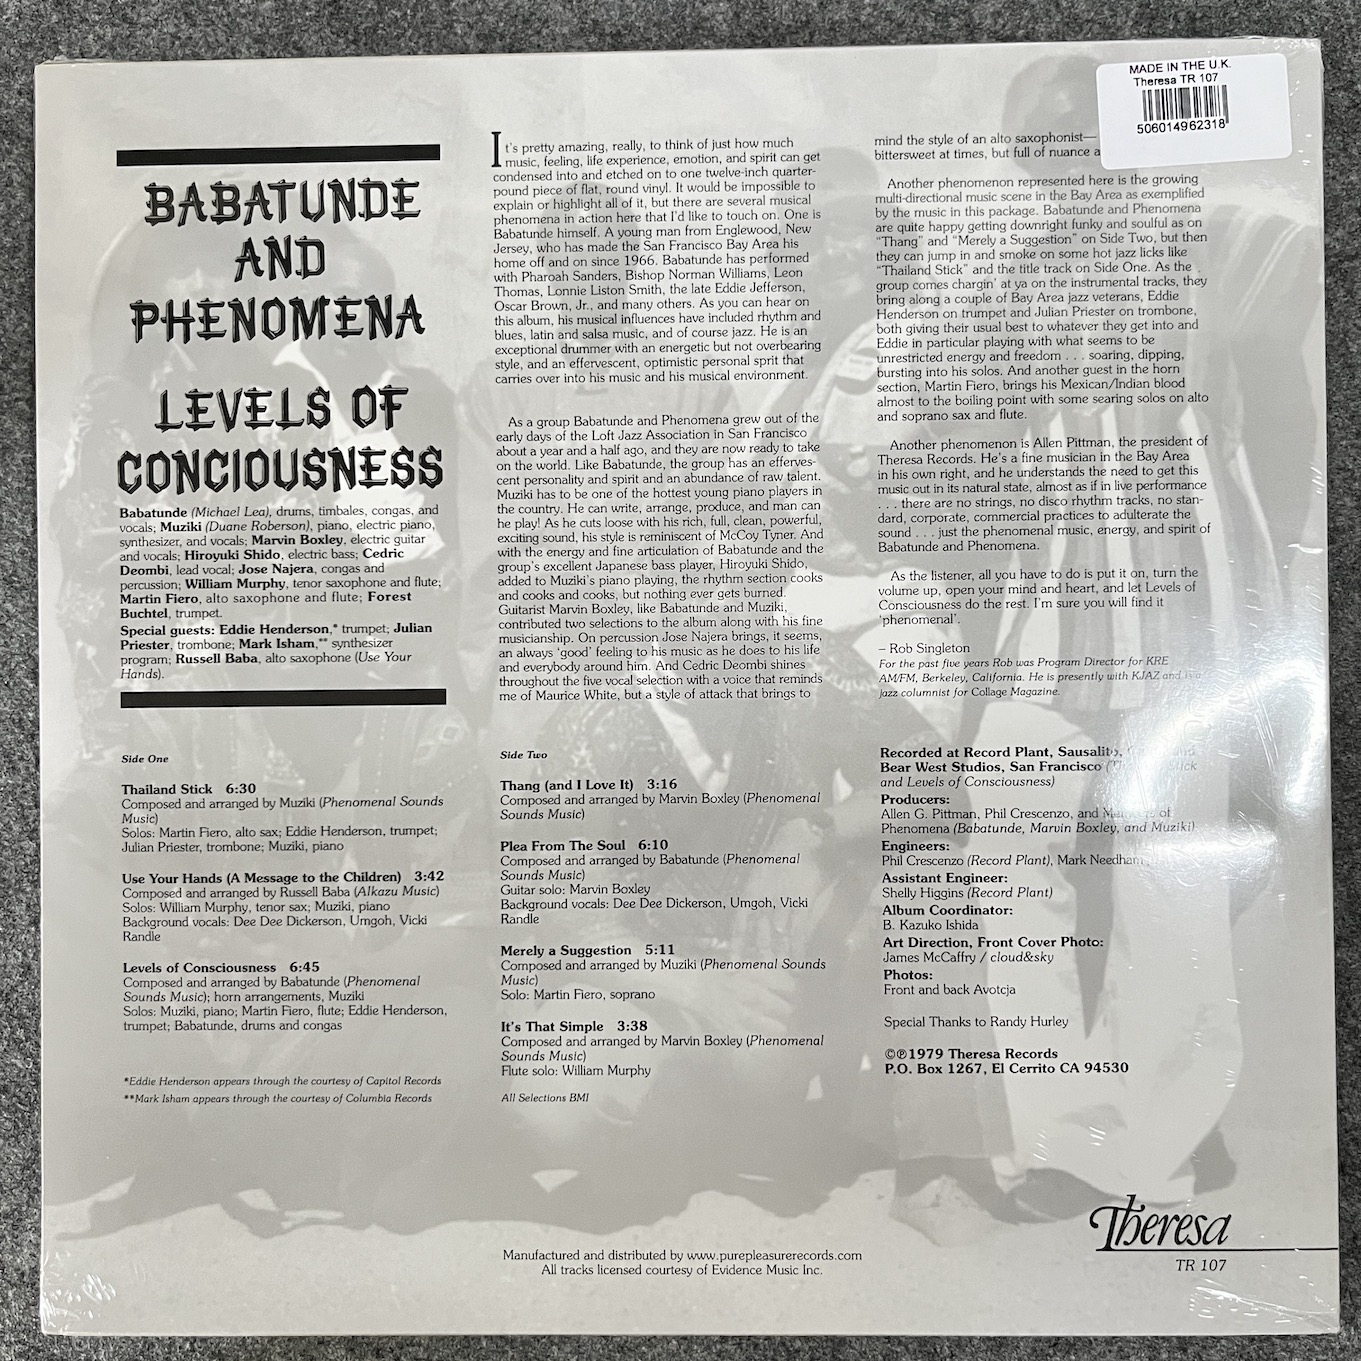 MADE IN THE U.K.
Theresa TR 107
506014962318
BABATUNDE
AND
PHENOMENA
LEVELS OF
CONCIOUSNESS
Babatunde (Michael Lea), drums, timbales, congas, and
vocals; Muziki (Duane Roberson), piano, electric piano,
synthesizer, and vocals; Marvin Boxley, electric guitar
and vocals; Hiroyuki Shido, electric bass; Cedric
Deombi, lead vocal; Jose Najera, congas and
percussion; William Murphy, tenor saxophone and flute;
Martin Fiero, alto saxophone and flute; Forest
Buchtel, trumpet.
Special guests: Eddie Henderson,* trumpet; Julian
Priester, trombone; Mark Isham,** synthesizer
program; Russell Baba, alto saxophone (Use Your
Hands).
It's pretty amazing, really, to think of just how much
music, feeling, life experience, emotion, and spirit can get
condensed into and etched on to one twelve-inch quarter-
pound piece of flat, round vinyl. It would be impossible to
explain or highlight all of it, but there are several musical
phenomena in action here that I'd like to touch on. One is
Babatunde himself. A young man from Englewood, New
Jersey, who has made the San Francisco Bay Area his
home off and on since 1966. Babatunde has performed
with Pharoah Sanders, Bishop Norman Williams, Leon
Thomas, Lonnie Liston Smith, the late Eddie Jefferson,
Oscar Brown, Jr., and many others. As you can hear on
this album, his musical influences have included rhythm and
blues, latin and salsa music, and of course jazz. He is an
exceptional drummer with an energetic but not overbearing
style, and an effervescent, optimistic personal sprit that
carries over into his music and his musical environment.
As a group Babatunde and Phenomena grew out of the
early days of the Loft Jazz Association in San Francisco
about a year and a half ago, and they are now ready to take
on the world. Like Babatunde, the group has an efferves-
cent personality and spirit and an abundance of raw talent.
Muziki has to be one of the hottest young piano players in
the country. He can write, arrange, produce, and man can
he play! As he cuts loose with his rich, full, clean, powerful,
exciting sound, his style is reminiscent of McCoy Tyner. And
with the energy and fine articulation of Babatunde and the
group's excellent Japanese bass player, Hiroyuki Shido,
added to Muziki's piano playing, the rhythm section cooks
and cooks and cooks, but nothing ever gets burned.
Guitarist Marvin Boxley, like Babatunde and Muziki,
contributed two selections to the album along with his fine
musicianship. On percussion Jose Najera brings, it seems,
an always 'good' feeling to his music as he does to his life
and everybody around him. And Cedric Deombi shines
throughout the five vocal selection with a voice that reminds
me of Maurice White, but a style of attack that brings to
mind the style of an alto saxophonist—
bittersweet at times, but full of nuance a
Another phenomenon represented here is the growing
multi-directional music scene in the Bay Area as exemplified
by the music in this package. Babatunde and Phenomena
are quite happy getting downright funky and soulful as on
"Thang" and "Merely a Suggestion" on Side Two, but then
they can jump in and smoke on some hot jazz licks like
"Thailand Stick" and the title track on Side One. As the
group comes chargin' at ya on the instrumental tracks, they
bring along a couple of Bay Area jazz veterans, Eddie
Henderson on trumpet and Julian Priester on trombone,
both giving their usual best to whatever they get into and
Eddie in particular playing with what seems to be
unrestricted energy and freedom . . . soaring, dipping,
bursting into his solos. And another guest in the horn
section, Martin Fiero, brings his Mexican/Indian blood
almost to the boiling point with some searing solos on alto
and soprano sax and flute.
Another phenomenon is Allen Pittman, the president of
Theresa Records. He's a fine musician in the Bay Area
in his own right, and he understands the need to get this
music out in its natural state, almost as if in live performance
. . . there are no strings, no disco rhythm tracks, no stan-
dard, corporate, commercial practices to adulterate the
sound . . . just the phenomenal music, energy, and spirit of
Babatunde and Phenomena.
As the listener, all you have to do is put it on, turn the
volume up, open your mind and heart, and let Levels of
Consciousness do the rest. I'm sure you will find it
'phenomenal'.
– Rob Singleton
For the past five years Rob was Program Director for KRE
AM/FM, Berkeley, California. He is presently with KJAZ and is a
jazz columnist for Collage Magazine.
Side One
Thailand Stick 6:30
Composed and arranged by Muziki (Phenomenal Sounds
Music)
Solos: Martin Fiero, alto sax; Eddie Henderson, trumpet;
Julian Priester, trombone; Muziki, piano
Use Your Hands (A Message to the Children) 3:42
Composed and arranged by Russell Baba (Alkazu Music)
Solos: William Murphy, tenor sax; Muziki, piano
Background vocals: Dee Dee Dickerson, Umgoh, Vicki
Randle
Levels of Consciousness 6:45
Composed and arranged by Babatunde (Phenomenal
Sounds Music); horn arrangements, Muziki
Solos: Muziki, piano; Martin Fiero, flute; Eddie Henderson,
trumpet; Babatunde, drums and congas
*Eddie Henderson appears through the courtesy of Capitol Records
**Mark Isham appears through the courtesy of Columbia Records
Side Two
Thang (and I Love It) 3:16
Composed and arranged by Marvin Boxley (Phenomenal
Sounds Music)
Plea From The Soul 6:10
Composed and arranged by Babatunde (Phenomenal
Sounds Music)
Guitar solo: Marvin Boxley
Background vocals: Dee Dee Dickerson, Umgoh, Vicki
Randle
Merely a Suggestion 5:11
Composed and arranged by Muziki (Phenomenal Sounds
Music)
Solo: Martin Fiero, soprano
It's That Simple 3:38
Composed and arranged by Marvin Boxley (Phenomenal
Sounds Music)
Flute solo: William Murphy
All Selections BMI
Recorded at Record Plant, Sausalito,
Bear West Studios, San Francisco
and Levels of Consciousness)
Producers:
Allen G. Pittman, Phil Crescenzo, and of
Phenomena (Babatunde, Marvin Boxley, and Muziki)
Engineers:
Phil Crescenzo (Record Plant), Mark Needham,
Assistant Engineer:
Shelly Higgins (Record Plant)
Album Coordinator:
B. Kazuko Ishida
Art Direction, Front Cover Photo:
James McCaffry / cloud&sky
Photos:
Front and back Avotcja
Special Thanks to Randy Hurley
©℗1979 Theresa Records
P.O. Box 1267, El Cerrito CA 94530
Manufactured and distributed by www.purepleasurerecords.com
All tracks licensed courtesy of Evidence Music Inc.
Theresa
TR 107